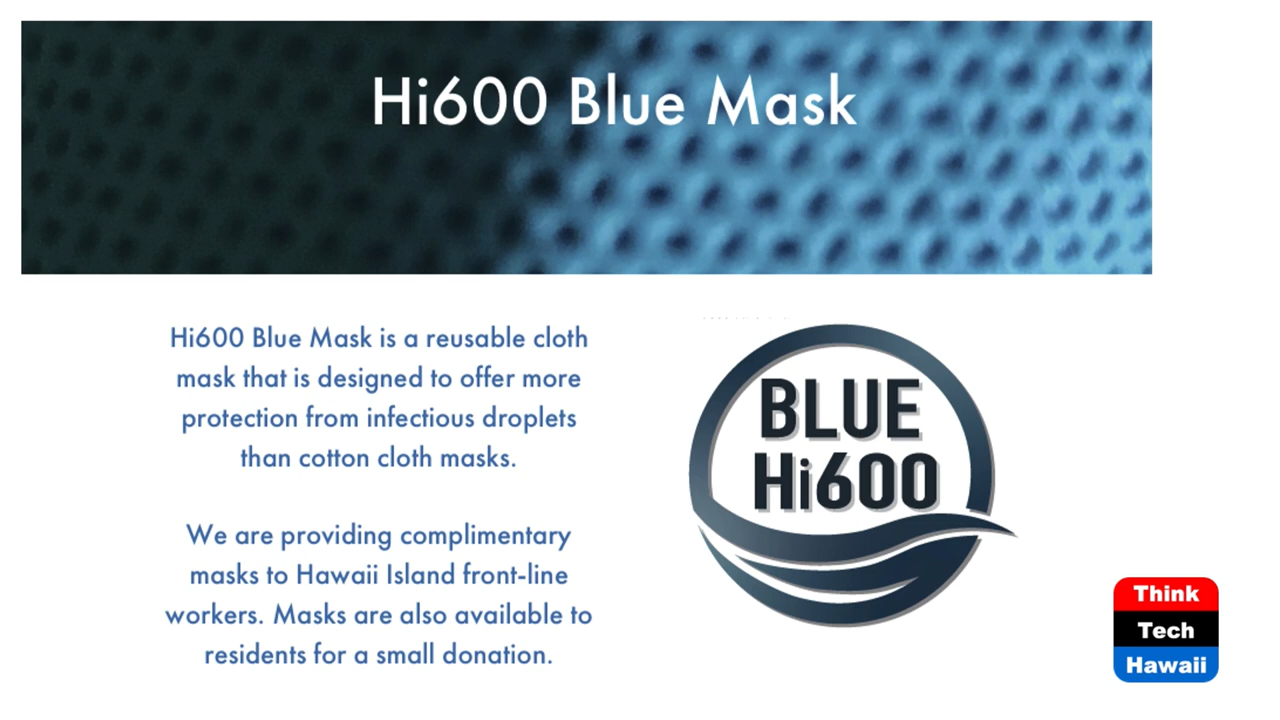 Hi600 Blue Mask
Hi600 Blue Mask is a reusable cloth
mask that is designed to offer more
protection from infectious droplets
than cotton cloth masks.
We are providing complimentary
masks to Hawaii Island front-line
workers. Masks are also available to
residents for a small donation.
BLUE
Hi600
Think
Tech
Hawaii